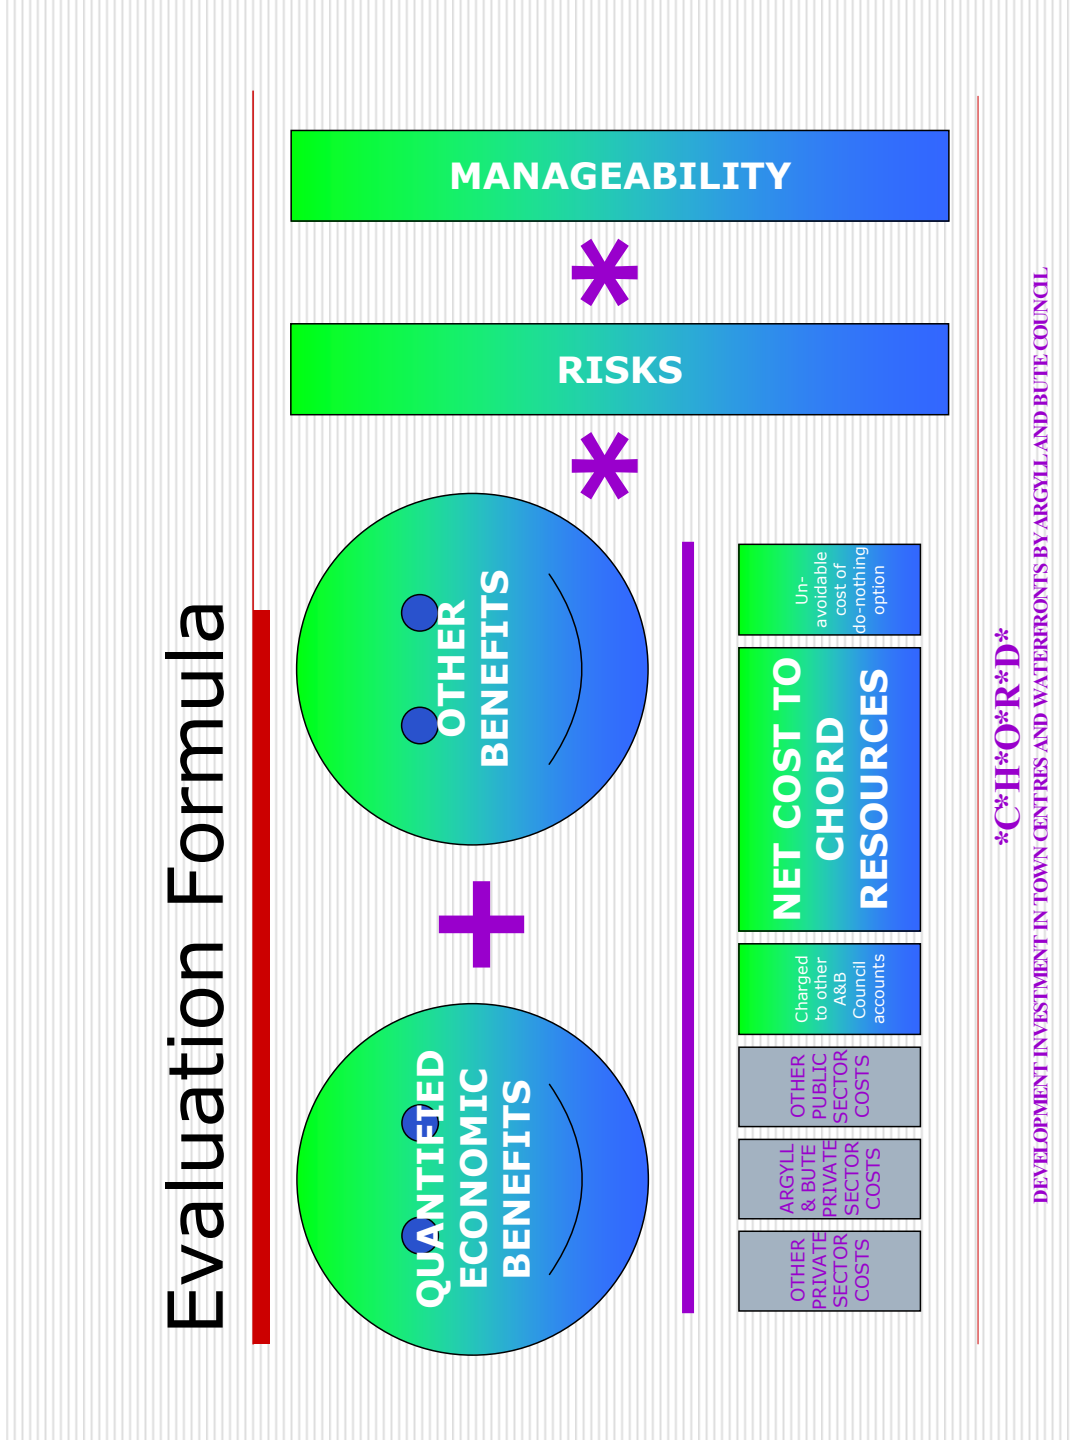 Evaluation Formula
QUANTIFIED
ECONOMIC
BENEFITS
+
OTHER
BENEFITS
*
RISKS
*
MANAGEABILITY
OTHER
PRIVATE
SECTOR
COSTS
ARGYLL
& BUTE
PRIVATE
SECTOR
COSTS
OTHER
PUBLIC
SECTOR
COSTS
Charged
to other
A&B
Council
accounts
NET COST TO
CHORD
RESOURCES
Un-
avoidable
cost of
do-nothing
option
*C*H*O*R*D*
DEVELOPMENT INVESTMENT IN TOWN CENTRES AND WATERFRONTS BY ARGYLL AND BUTE COUNCIL